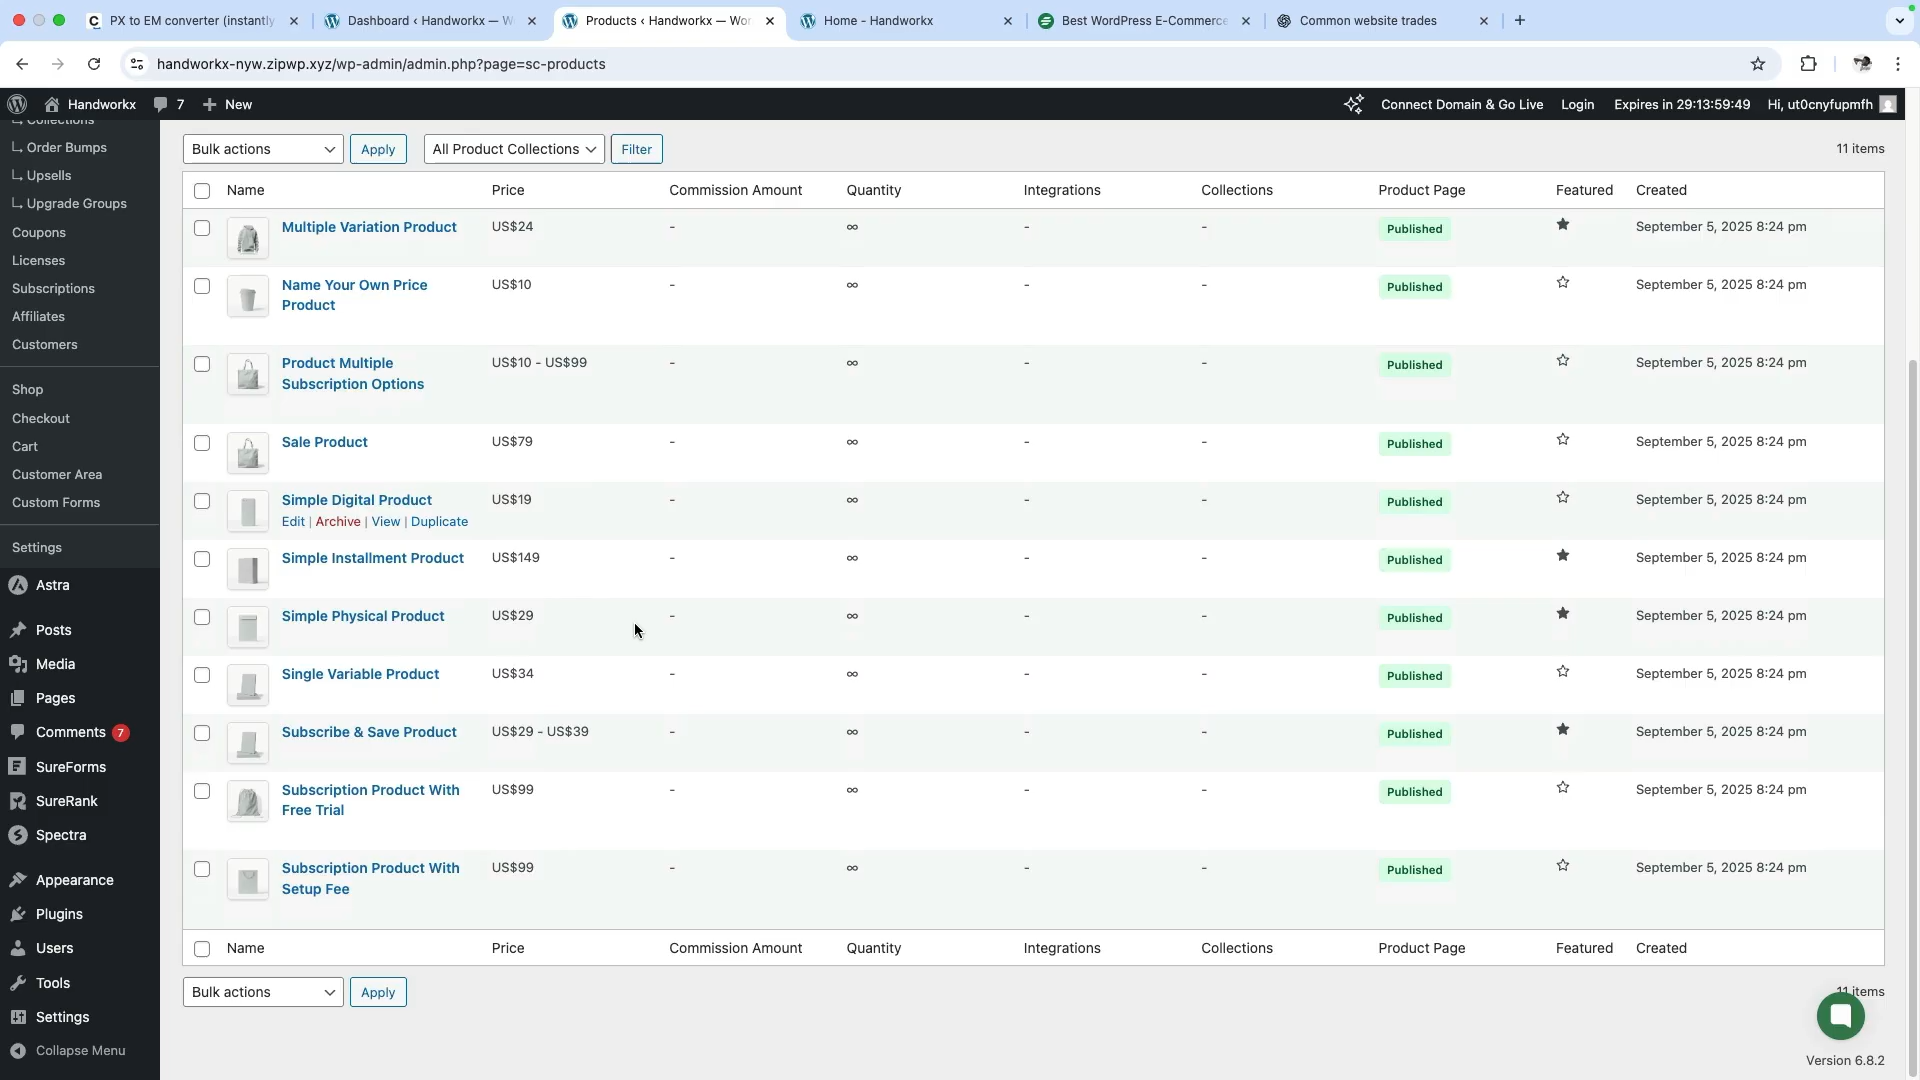 PX to EM converter (instantly
Dashboard ‹ Handworkx — W
Products ‹ Handworkx — Wor
Home - Handworkx
Best WordPress E-Commerce
Common website trades
handworkx-nyw.zipwp.xyz/wp-admin/admin.php?page=sc-products
Handworkx
7
New
Connect Domain & Go Live
Login
Expires in 29:13:59:49
Hi, ut0cnyfupmfh
Collections
Order Bumps
Upsells
Upgrade Groups
Coupons
Licenses
Subscriptions
Affiliates
Customers
Shop
Checkout
Cart
Customer Area
Custom Forms
Settings
Astra
Posts
Media
Pages
Comments 7
SureForms
SureRank
Spectra
Appearance
Plugins
Users
Tools
Settings
Collapse Menu
Bulk actions
Apply
All Product Collections
Filter
11 items
Name Price Commission Amount Quantity Integrations Collections Product Page Featured Created
Multiple Variation Product US$24 - ∞ - - Published ★ September 5, 2025 8:24 pm
Name Your Own Price US$10 - ∞ - - Published ☆ September 5, 2025 8:24 pm
Product
Product Multiple US$10 - US$99 - ∞ - - Published ☆ September 5, 2025 8:24 pm
Subscription Options
Sale Product US$79 - ∞ - - Published ☆ September 5, 2025 8:24 pm
Simple Digital Product US$19 - ∞ - - Published ☆ September 5, 2025 8:24 pm
Edit | Archive | View | Duplicate
Simple Installment Product US$149 - ∞ - - Published ★ September 5, 2025 8:24 pm
Simple Physical Product US$29 - ∞ - - Published ★ September 5, 2025 8:24 pm
Single Variable Product US$34 - ∞ - - Published ☆ September 5, 2025 8:24 pm
Subscribe & Save Product US$29 - US$39 - ∞ - - Published ★ September 5, 2025 8:24 pm
Subscription Product With US$99 - ∞ - - Published ☆ September 5, 2025 8:24 pm
Free Trial
Subscription Product With US$99 - ∞ - - Published ☆ September 5, 2025 8:24 pm
Setup Fee
Name Price Commission Amount Quantity Integrations Collections Product Page Featured Created
Bulk actions
Apply
11 items
Version 6.8.2